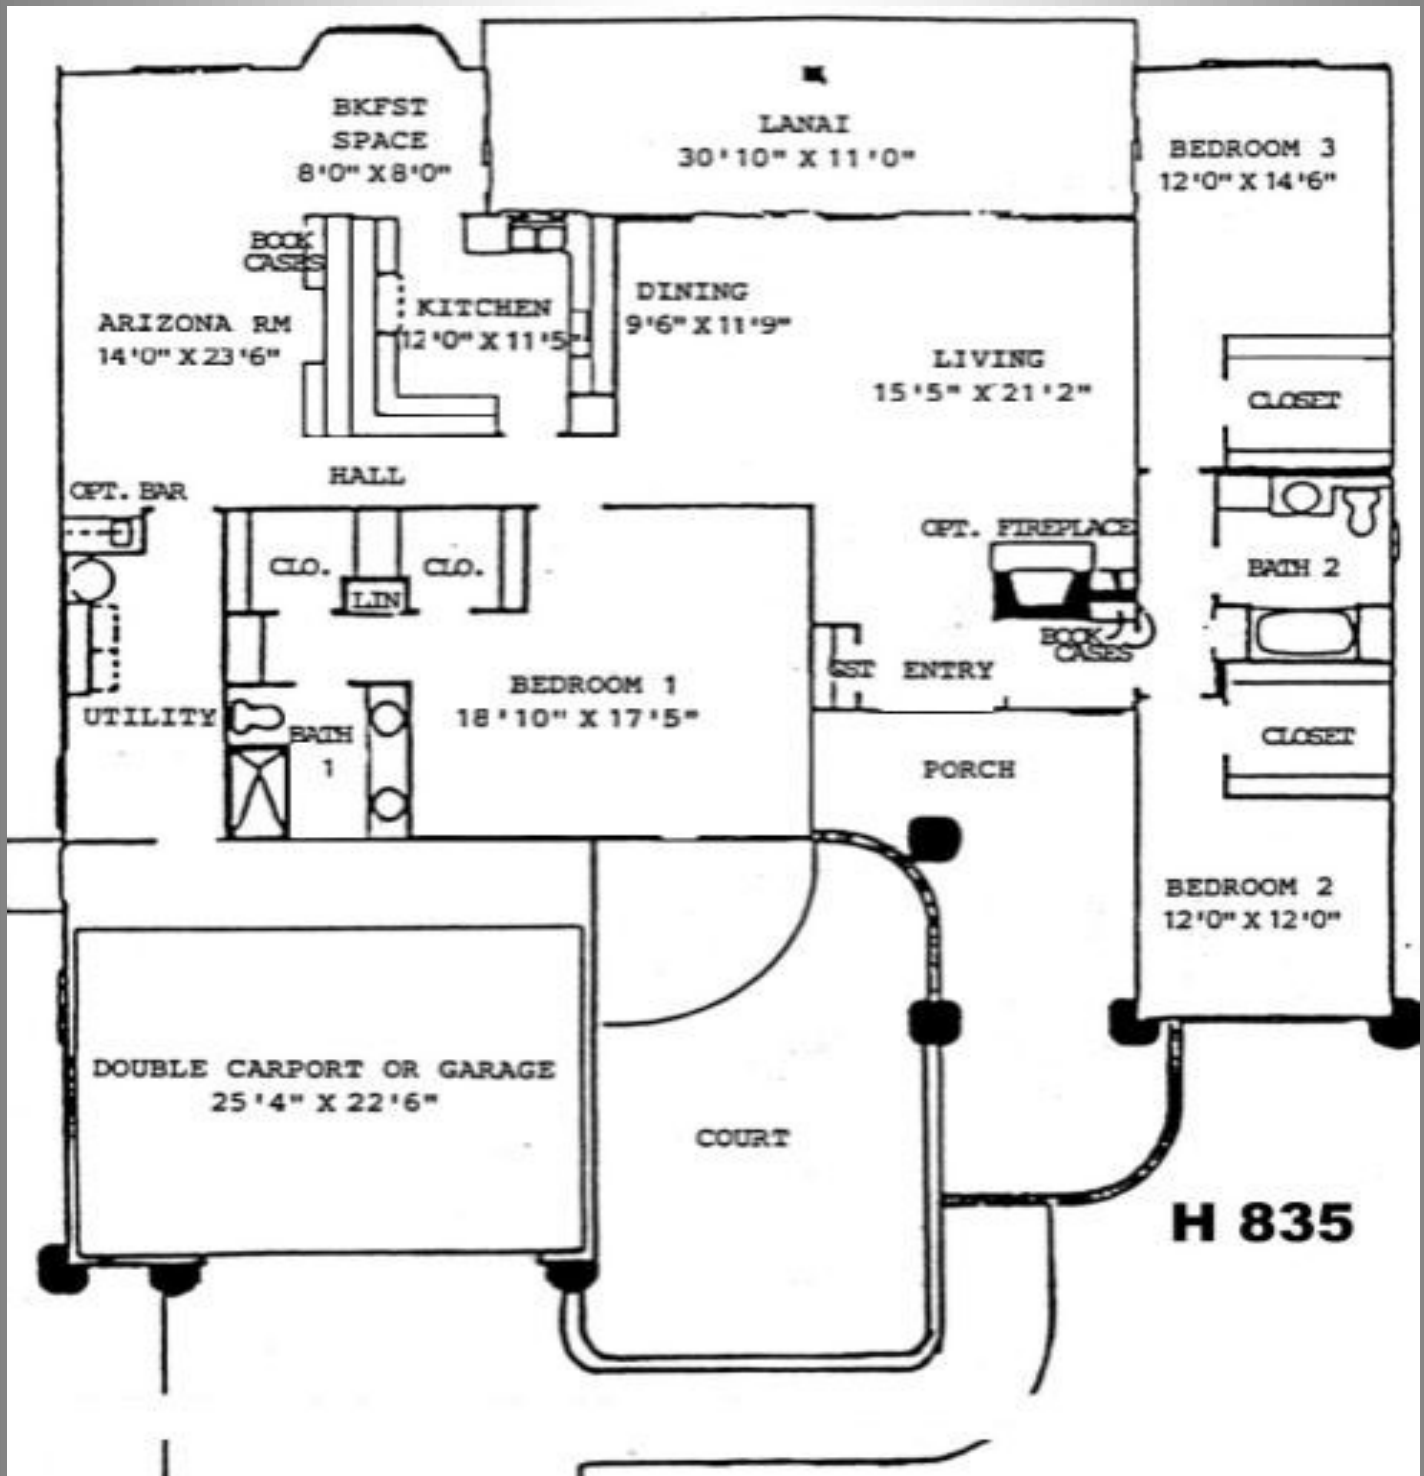 BKFST
SPACE
8'0" X 8'0"
LANAI
30'10" X 11'0"
BEDROOM 3
12'0" X 14'6"
BOOK
CASES
ARIZONA RM
14'0" X 23'6"
KITCHEN
12'0" X 11'5"
DINING
9'6" X 11'9"
LIVING
15'5" X 21'2"
CLOSET
HALL
OPT. BAR
CLO.
CLO.
LIN
OPT. FIREPLACE
BATH 2
BOOK
CASES
GST
ENTRY
BEDROOM 1
18'10" X 17'5"
UTILITY
BATH
1
CLOSET
PORCH
BEDROOM 2
12'0" X 12'0"
DOUBLE CARPORT OR GARAGE
25'4" X 22'6"
COURT
H 835